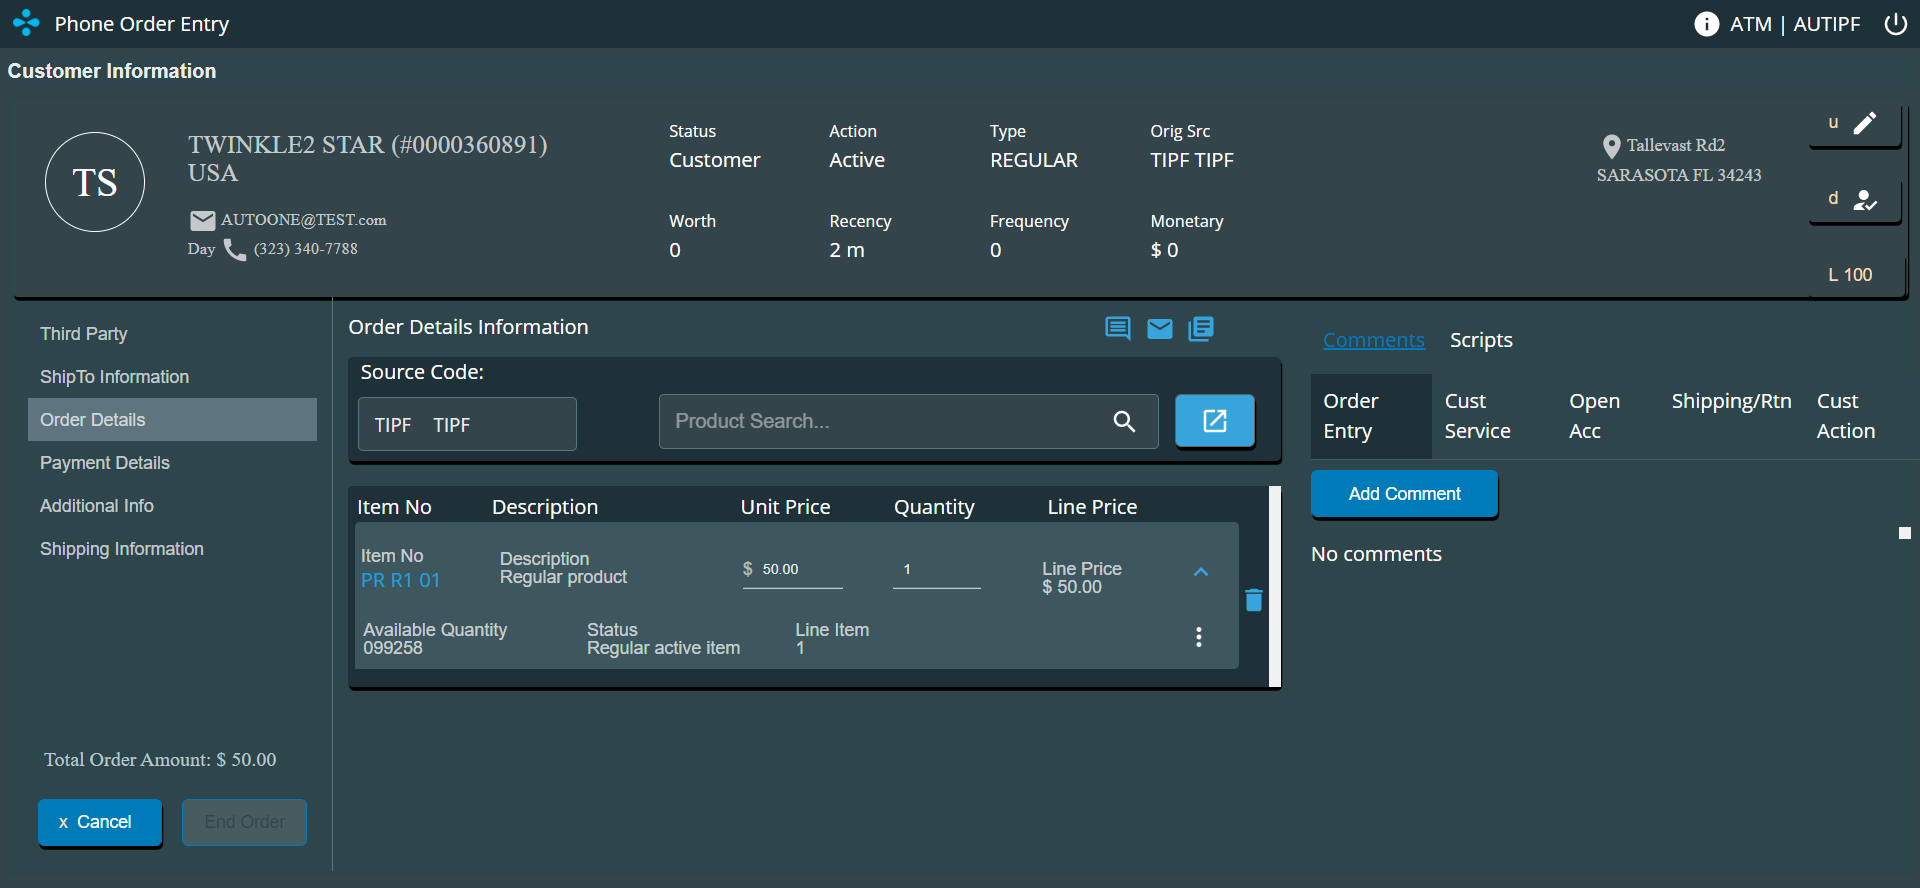 Phone Order Entry
ATM | AUTIPF
Customer Information
TS
TWINKLE2 STAR (#0000360891)
USA
AUTOONE@TEST.com
Day (323) 340-7788
Status
Customer
Action
Active
Type
REGULAR
Orig Src
TIPF TIPF
Worth
0
Recency
2 m
Frequency
0
Monetary
$ 0
Tallevast Rd2
SARASOTA FL 34243
u
d
L 100
Third Party
ShipTo Information
Order Details
Payment Details
Additional Info
Shipping Information
Total Order Amount: $ 50.00
x Cancel
End Order
Order Details Information
Source Code:
TIPF TIPF
Product Search...
Item No Description Unit Price Quantity Line Price
Item No
PR R1 01
Description
Regular product
$ 50.00
1
Line Price
$ 50.00
Available Quantity
099258
Status
Regular active item
Line Item
1
Comments Scripts
Order
Entry
Cust
Service
Open
Acc
Shipping/Rtn
Cust
Action
Add Comment
No comments